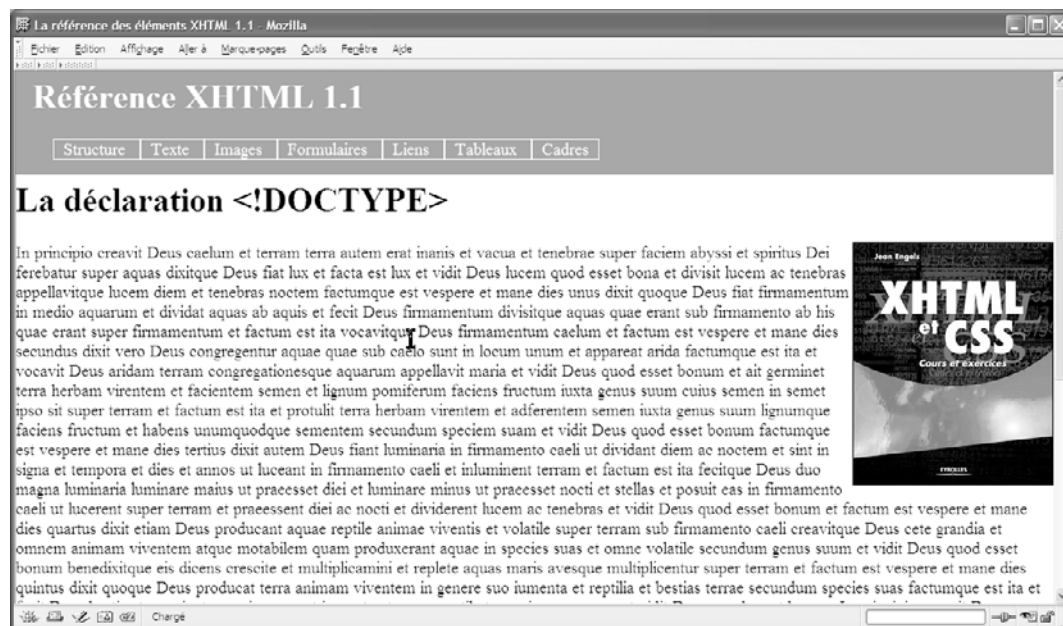 La référence des éléments XHTML 1.1 - Mozilla
Fichier Edition Affichage Aller à Marque-pages Outils Fenêtre Aide
Référence XHTML 1.1
Structure Texte Images Formulaires Liens Tableaux Cadres
La déclaration <!DOCTYPE>
In principio creavit Deus caelum et terram terra autem erat inanis et vacua et tenebrae super faciem abyssi et spiritus Dei
ferebatur super aquas dixitque Deus fiat lux et facta est lux et vidit Deus lucem quod esset bona et divisit lucem ac tenebras
appellavitque lucem diem et tenebras noctem factumque est vespere et mane dies unus dixit quoque Deus fiat firmamentum
in medio aquarum et dividat aquas ab aquis et fecit Deus firmamentum divisitque aquas quae erant sub firmamento ab his
quae erant super firmamentum et factum est ita vocavitque Deus firmamentum caelum et factum est vespere et mane dies
secundus dixit vero Deus congregentur aquae quae sub caelo sunt in locum unum et appareat arida factumque est ita et
vocavit Deus aridam terram congregationesque aquarum appellavit maria et vidit Deus quod esset bonum et ait germinet
terra herbam virentem et facientem semen et lignum pomiferum faciens fructum iuxta genus suum cuius semen in semet
ipso sit super terram et factum est ita et protulit terra herbam virentem et adferentem semen iuxta genus suum lignumque
faciens fructum et habens unumquodque sementem secundum speciem suam et vidit Deus quod esset bonum factumque
est vespere et mane dies tertius dixit autem Deus fiant luminaria in firmamento caeli ut dividant diem ac noctem et sint in
signa et tempora et dies et annos ut luceant in firmamento caeli et inluminent terram et factum est ita fecitque Deus duo
magna luminaria luminare maius ut praeesset diei et luminare minus ut praeesset nocti et stellas et posuit eas in firmamento
caeli ut lucerent super terram et praeessent diei ac nocti et dividerent lucem ac tenebras et vidit Deus quod esset bonum et factum est vespere et mane
dies quartus dixit etiam Deus producant aquae reptile animae viventis et volatile super terram sub firmamento caeli creavitque Deus cete grandia et
omnem animam viventem atque motabilem quam produxerant aquae in species suas et omne volatile secundum genus suum et vidit Deus quod esset
bonum benedixitque eis dicens crescite et multiplicamini et replete aquas maris avesque multiplicentur super terram et factum est vespere et mane dies
quintus dixit quoque Deus producat terra animam viventem in genere suo iumenta et reptilia et bestias terrae secundum species suas factumque est ita et
Jean Engels
XHTML
et
CSS
Cours et exercices
EYROLLES
Chargé